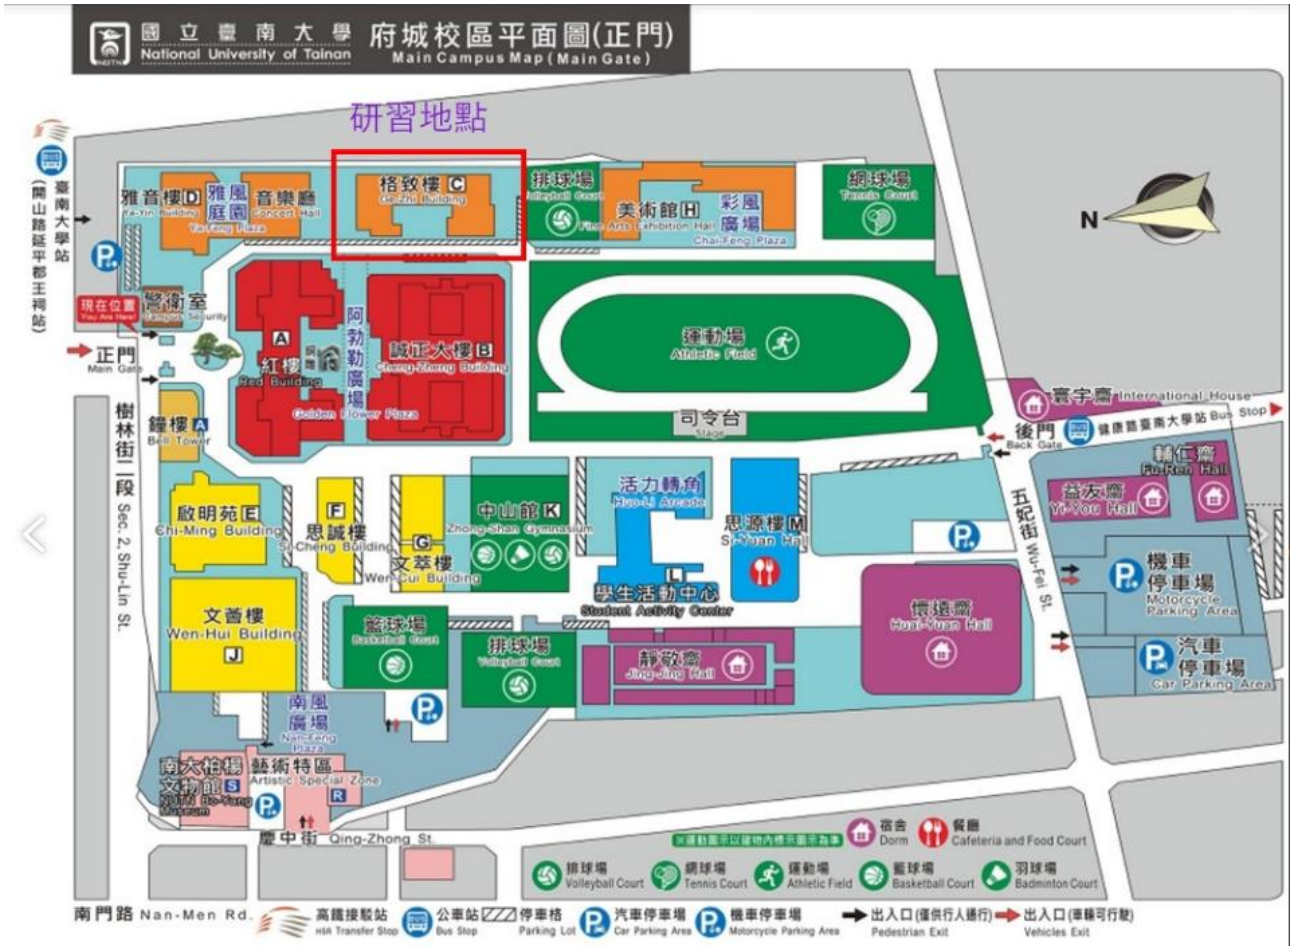 國立臺南大學
National University of Tainan
NUTN
府城校區平面圖(正門)
Main Campus Map (Main Gate)
研習地點
臺南大學站
(開山路延平郡王祠站)
BUS
雅音樓 D
Ya-Yin Building
雅風庭園
Ya-Feng Plaza
音樂廳
Concert Hall
格致樓 C
Ge-Zhi Building
排球場
Volleyball Court
美術館 H
Fine Arts Exhibition Hall
彩風廣場
Chai-Feng Plaza
網球場
Tennis Court
N
警衛室
Campus Security
現在位置
You Are Here!
正門
Main Gate
A
紅樓
Red Building
阿勃勒廣場
Golden Flower Plaza
誠正大樓 B
Cheng-Zheng Building
運動場
Athletic Field
司令台
Stage
寰宇齋 International House
健康路臺南大學站 Bus Stop
後門
Back Gate
鐘樓 A
Bell Tower
樹林街二段 Sec. 2, Shu-Lin St.
啟明苑 E
Chi-Ming Building
F
思誠樓
Si-Cheng Building
G
文萃樓
Wen-Cui Building
中山館 K
Zhong-Shan Gymnasium
活力轉角
Huo-Li Arcade
L
學生活動中心
Student Activity Center
思源樓 M
Si-Yuan Hall
輔仁齋
Fu-Ren Hall
益友齋
Yi-You Hall
五妃街 Wu-Fei St.
機車
停車場
Motorcycle
Parking Area
汽車
停車場
Car Parking Area
文薈樓
Wen-Hui Building
J
籃球場
Basketball Court
排球場
Volleyball Court
靜敬齋
Jing-Jing Hall
懷遠齋
Huai-Yuan Hall
南風
廣場
Nan-Feng
Plaza
南大柏楊
文物館 S
NUTN Bo-Yang
Museum
藝術特區
Artistic Special Zone
R
慶中街 Qing-Zhong St.
南門路 Nan-Men Rd.
※運動圖示以建物內標示圖示為準
宿舍
Dorm
餐廳
Cafeteria and Food Court
排球場
Volleyball Court
網球場
Tennis Court
運動場
Athletic Field
籃球場
Basketball Court
羽球場
Badminton Court
高鐵接駁站
HSR Transfer Stop
公車站
Bus Stop
停車格
Parking Lot
汽車停車場
Car Parking Area
機車停車場
Motorcycle Parking Area
出入口(僅供行人通行)
Pedestrian Exit
出入口(車輛可行駛)
Vehicles Exit